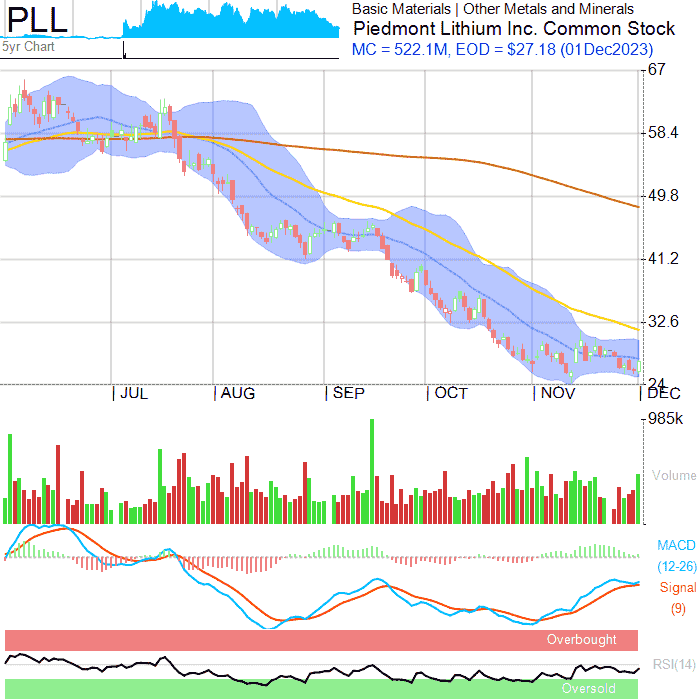 PLL
5yr Chart
Basic Materials | Other Metals and Minerals
Piedmont Lithium Inc. Common Stock
MC = 522.1M, EOD = $27.18 (01Dec2023)
67
58.4
49.8
41.2
32.6
24
| JUL | AUG | SEP | OCT | NOV | DEC
985k
Volume
MACD
(12-26)
Signal
(9)
Overbought
RSI(14)
Oversold